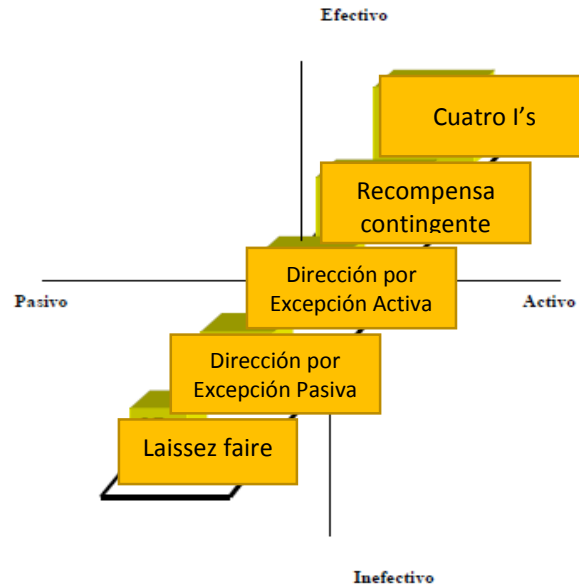 Efectivo
Cuatro I’s
Recompensa
contingente
Dirección por
Excepción Activa
Pasivo
Activo
Dirección por
Excepción Pasiva
Laissez faire
Inefectivo